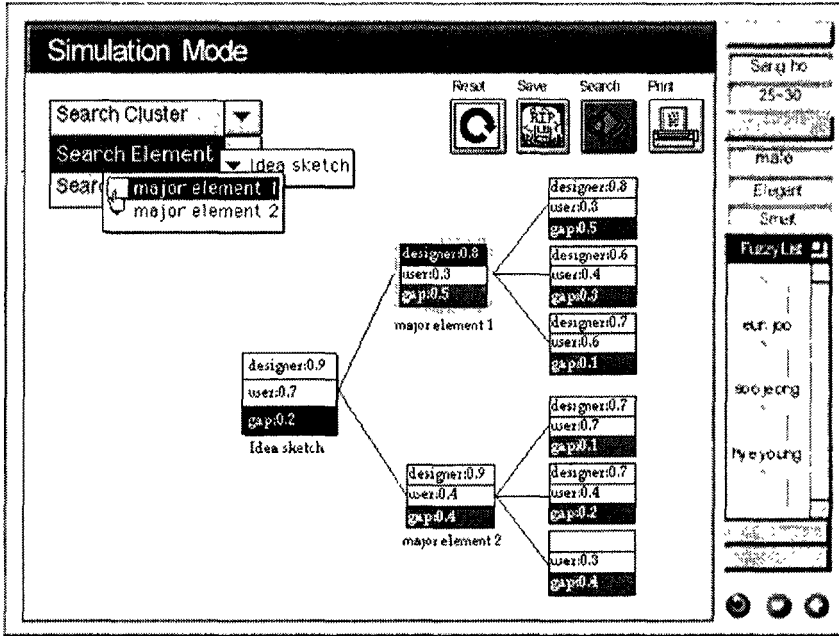 Simulation Mode
Reset Save Search Print
Search Cluster
Search Element
Idea sketch
Sear
major element 1
major element 2
designer:0.8
user:0.3
gap:0.5
designer:0.6
user:0.4
gap:0.3
designer:0.7
user:0.6
gap:0.1
designer:0.8
user:0.3
gap:0.5
major element 1
designer:0.9
user:0.7
gap:0.2
Idea sketch
designer:0.7
user:0.7
gap:0.1
designer:0.7
user:0.4
gap:0.2
user:0.3
gap:0.4
designer:0.9
user:0.4
gap:0.4
major element 2
Sang ho
25-30
male
Elegant
Smart
Fuzzy List
eun joo
soo jeong
hye young